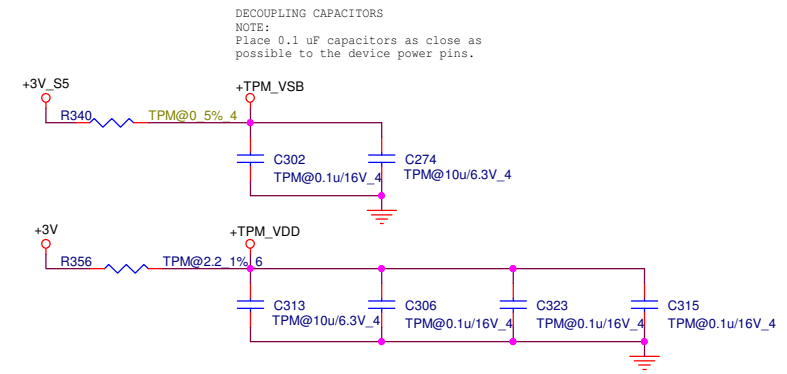 DECOUPLING CAPACITORS
NOTE:
Place 0.1 uF capacitors as close as
possible to the device power pins.
+3V_S5
+TPM_VSB
R340
TPM@0_5%_4
C302
TPM@0.1u/16V_4
C274
TPM@10u/6.3V_4
+3V
+TPM_VDD
R356
TPM@2.2_1%_6
C313
TPM@10u/6.3V_4
C306
TPM@0.1u/16V_4
C323
TPM@0.1u/16V_4
C315
TPM@0.1u/16V_4